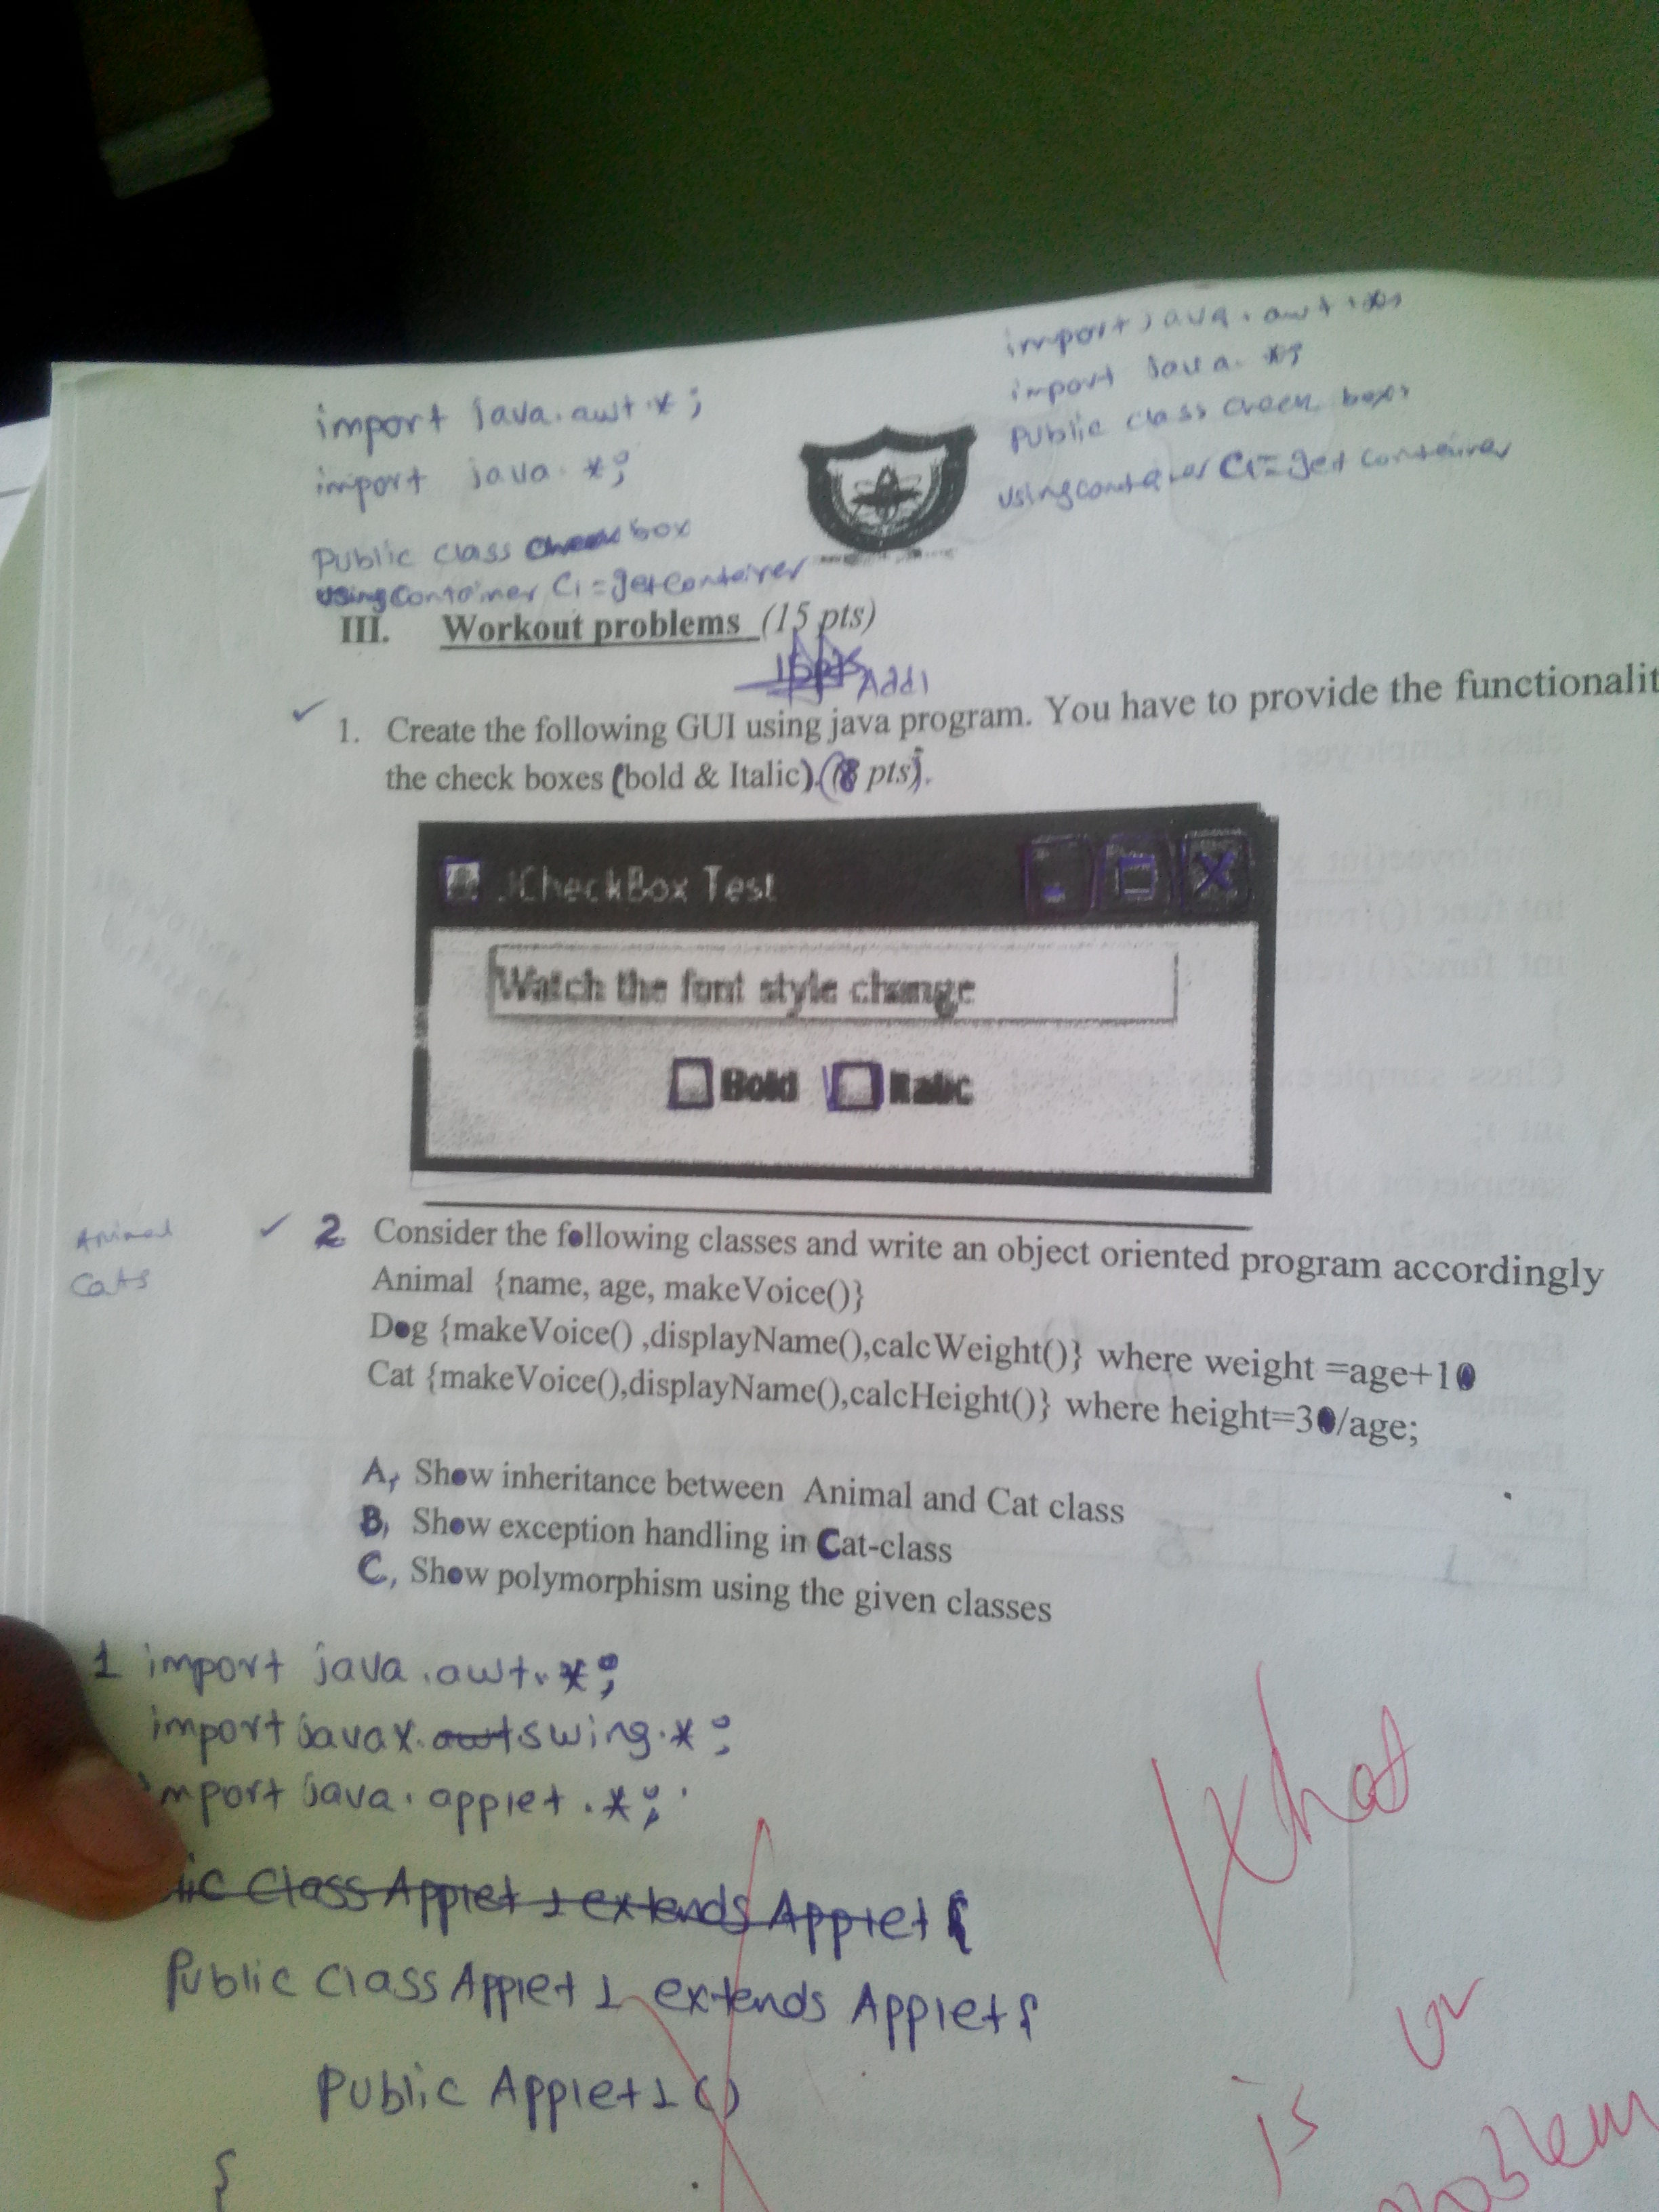 import java.awt.*;
import java.*;
Public class box
using Container C1 = getContainer
import java.awt.*;
import java.*;
Public class boxs
using container C1 = get Container
III. Workout problems (15 pts)
Add1
1. Create the following GUI using java program. You have to provide the functionalit
the check boxes (bold & Italic).(8 pts).
JCheckBox Test
Watch the font style change
Bold Italic
Animal
Cats
2 Consider the following classes and write an object oriented program accordingly
Animal {name, age, makeVoice()}
Dog {makeVoice() ,displayName(),calcWeight()} where weight =age+10
Cat {makeVoice(),displayName(),calcHeight()} where height=30/age;
A, Show inheritance between Animal and Cat class
B, Show exception handling in Cat-class
C, Show polymorphism using the given classes
1 import java.awt.*;
import javax.awt swing.*;
import java.applet.*;
lic Class Applet 1 extends Applet {
Public Class Applet 1 extends Applet {
Public Applet1 ()
{
What
is ur
problem